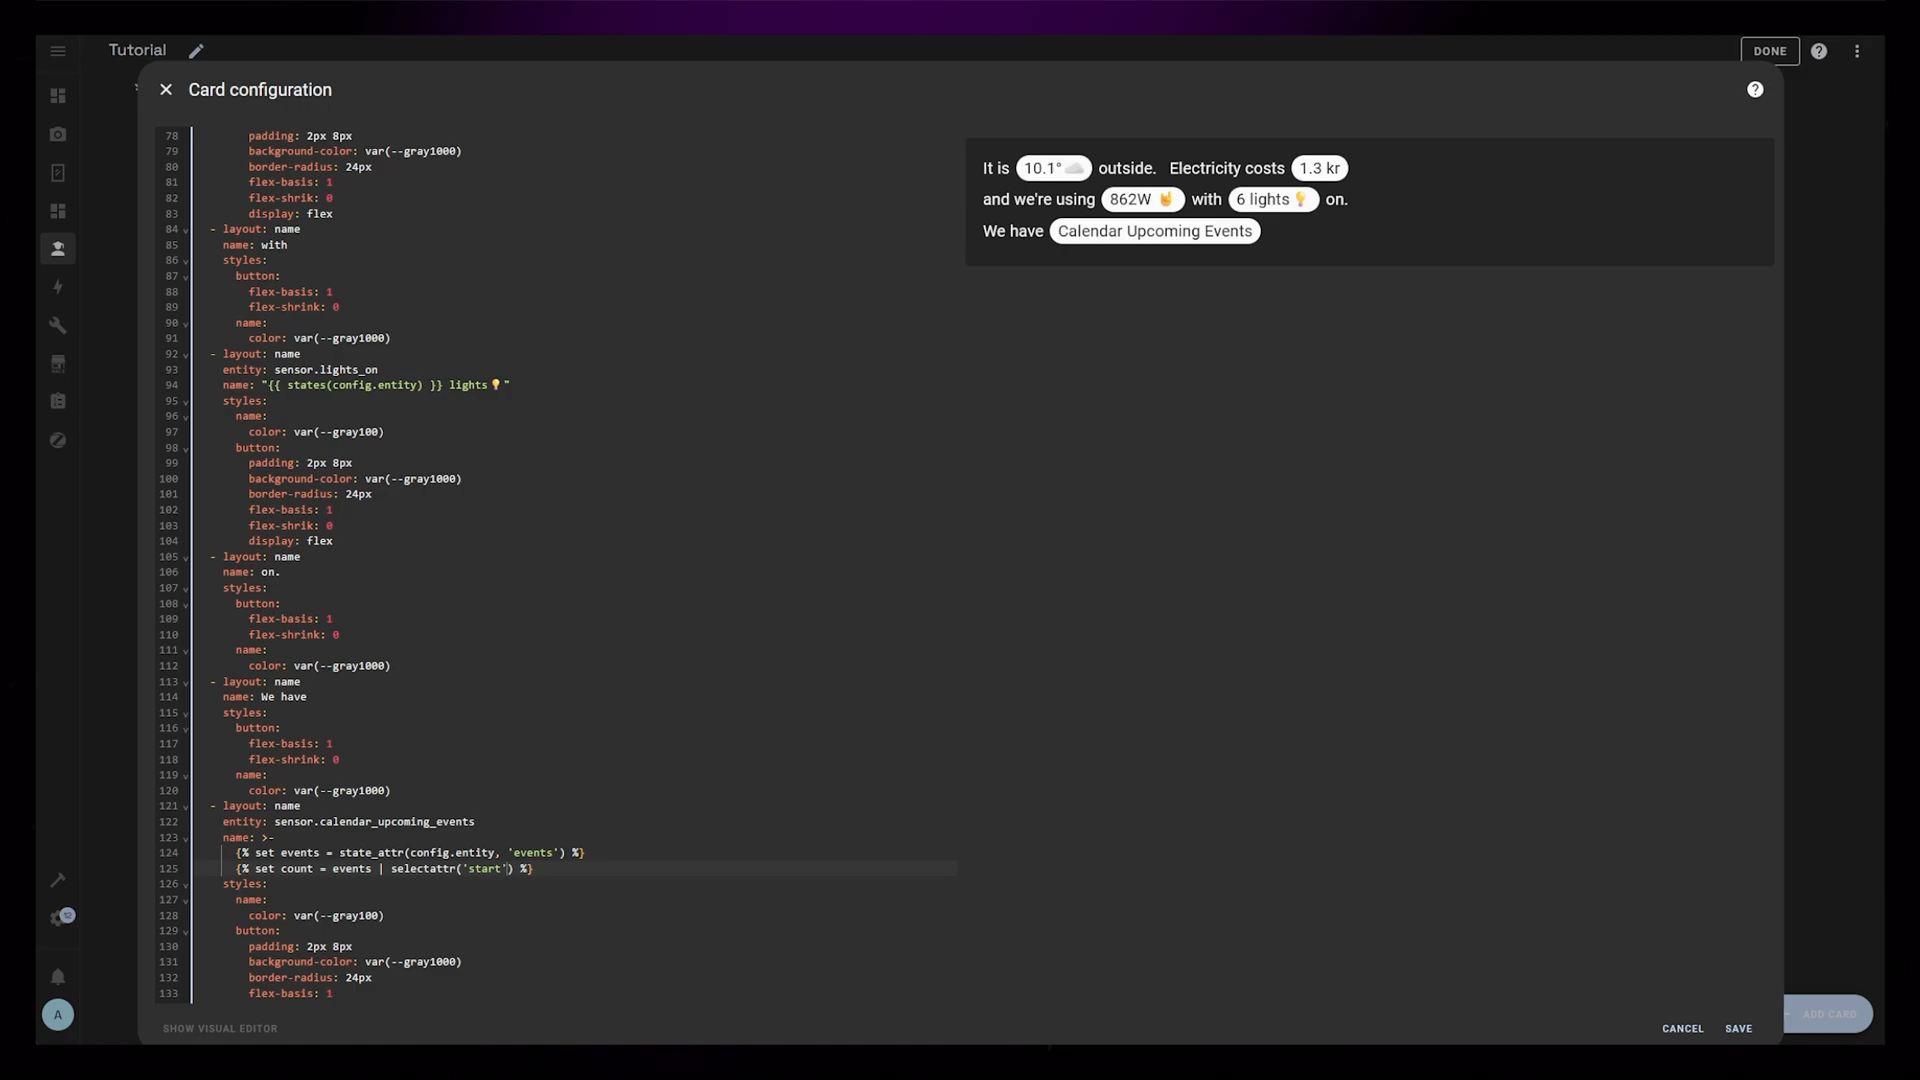 Tutorial
DONE
Card configuration
78 padding: 2px 8px
79 background-color: var(--gray1000)
80 border-radius: 24px
81 flex-basis: 1
82 flex-shrik: 0
83 display: flex
84 - layout: name
85 name: with
86 styles:
87 button:
88 flex-basis: 1
89 flex-shrink: 0
90 name:
91 color: var(--gray1000)
92 - layout: name
93 entity: sensor.lights_on
94 name: "{{ states(config.entity) }} lights💡"
95 styles:
96 name:
97 color: var(--gray100)
98 button:
99 padding: 2px 8px
100 background-color: var(--gray1000)
101 border-radius: 24px
102 flex-basis: 1
103 flex-shrik: 0
104 display: flex
105 - layout: name
106 name: on.
107 styles:
108 button:
109 flex-basis: 1
110 flex-shrink: 0
111 name:
112 color: var(--gray1000)
113 - layout: name
114 name: We have
115 styles:
116 button:
117 flex-basis: 1
118 flex-shrink: 0
119 name:
120 color: var(--gray1000)
121 - layout: name
122 entity: sensor.calendar_upcoming_events
123 name: >-
124 {% set events = state_attr(config.entity, 'events') %}
125 {% set count = events | selectattr('start') %}
126 styles:
127 name:
128 color: var(--gray100)
129 button:
130 padding: 2px 8px
131 background-color: var(--gray1000)
132 border-radius: 24px
133 flex-basis: 1
It is 10.1°☁️ outside. Electricity costs 1.3 kr
and we're using 862W 🤘 with 6 lights💡 on.
We have Calendar Upcoming Events
12
A
SHOW VISUAL EDITOR
CANCEL
SAVE
ADD CARD